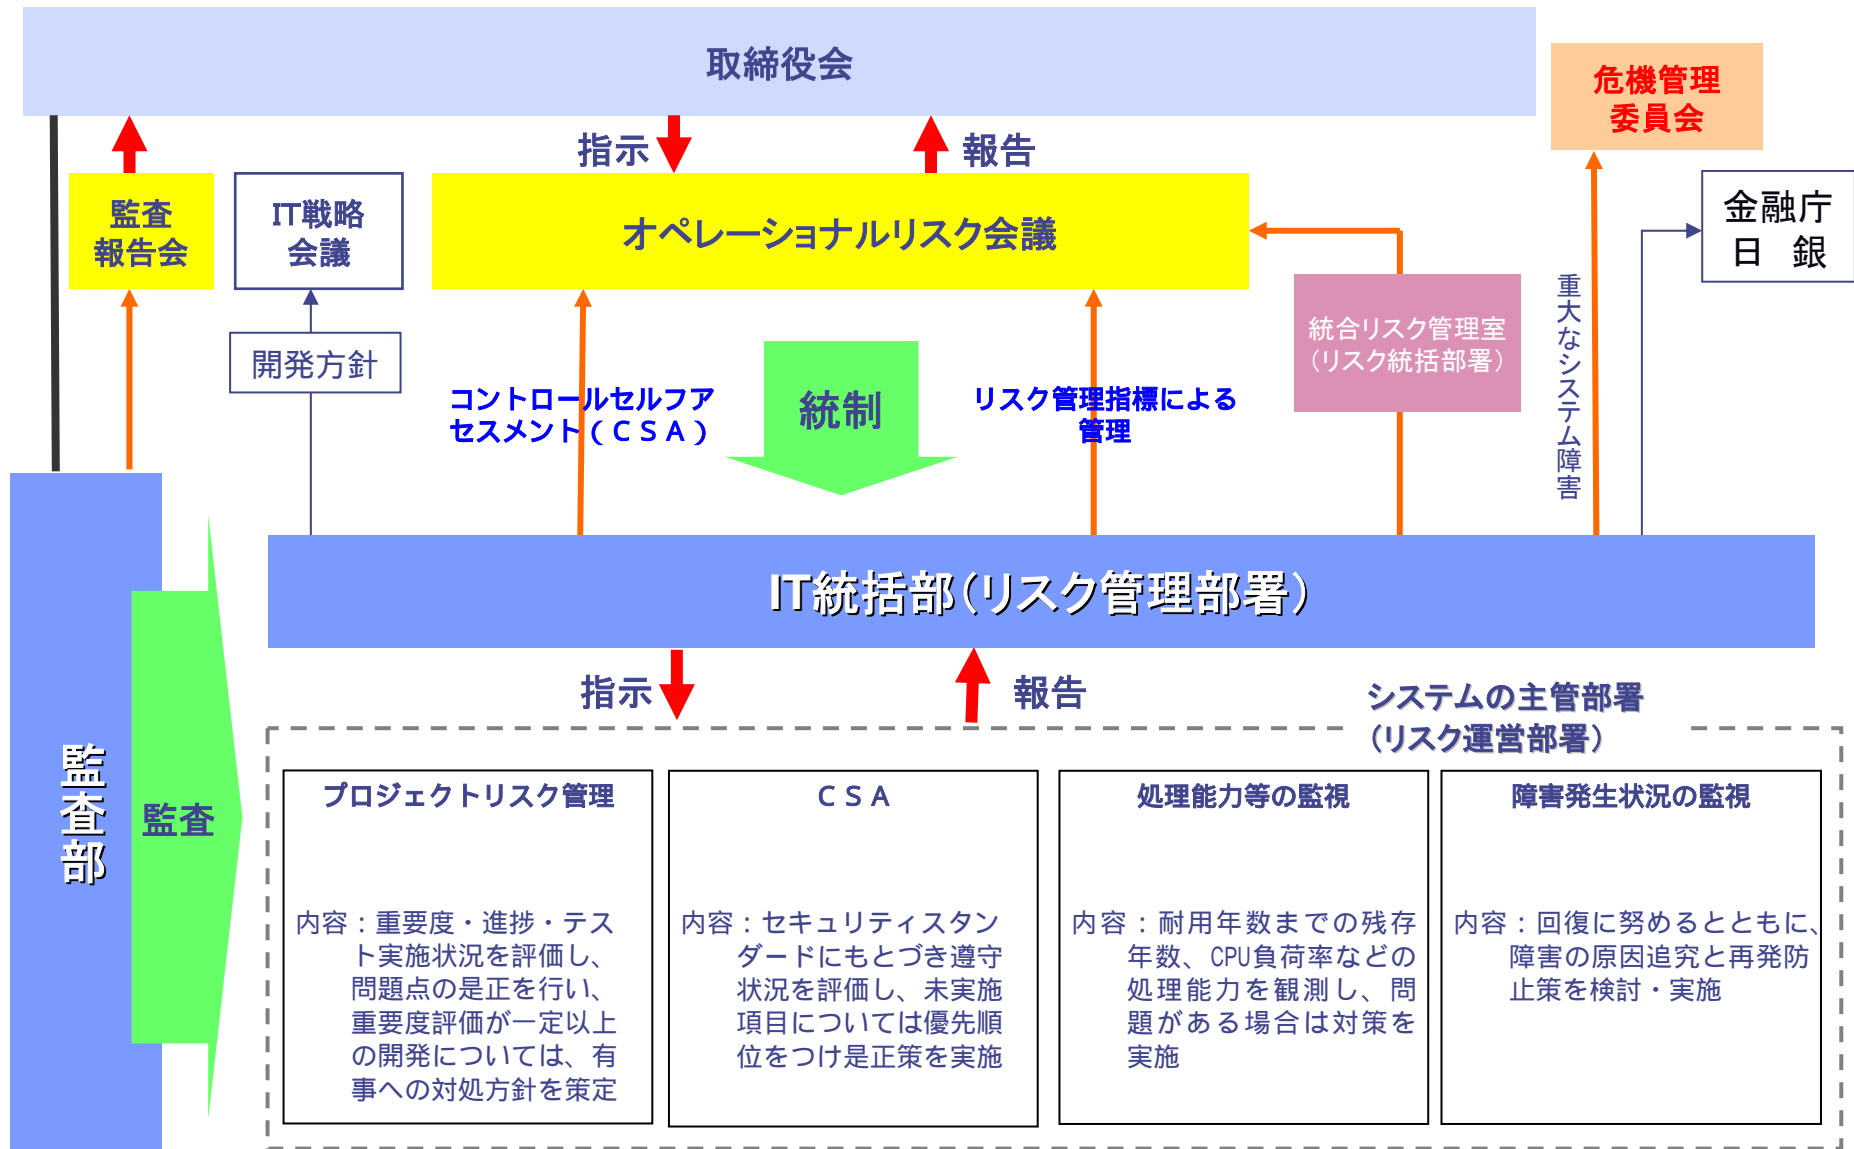 取締役会
危機管理
委員会
指示
報告
監査
報告会
IT戦略
会議
オペレーショナルリスク会議
金融庁
日　銀
開発方針
統合リスク管理室
（リスク統括部署）
重大なシステム障害
コントロールセルフア
セスメント（ＣＳＡ）
統制
リスク管理指標による
管理
IT統括部（リスク管理部署）
指示
報告
システムの主管部署
（リスク運営部署）
監査部
監査
プロジェクトリスク管理
内容：重要度・進捗・テス
ト実施状況を評価し、
問題点の是正を行い、
重要度評価が一定以上
の開発については、有
事への対処方針を策定
ＣＳＡ
内容：セキュリティスタン
ダードにもとづき遵守
状況を評価し、未実施
項目については優先順
位をつけ是正策を実施
処理能力等の監視
内容：耐用年数までの残存
年数、CPU負荷率などの
処理能力を観測し、問
題がある場合は対策を
実施
障害発生状況の監視
内容：回復に努めるとともに、
障害の原因追究と再発防
止策を検討・実施